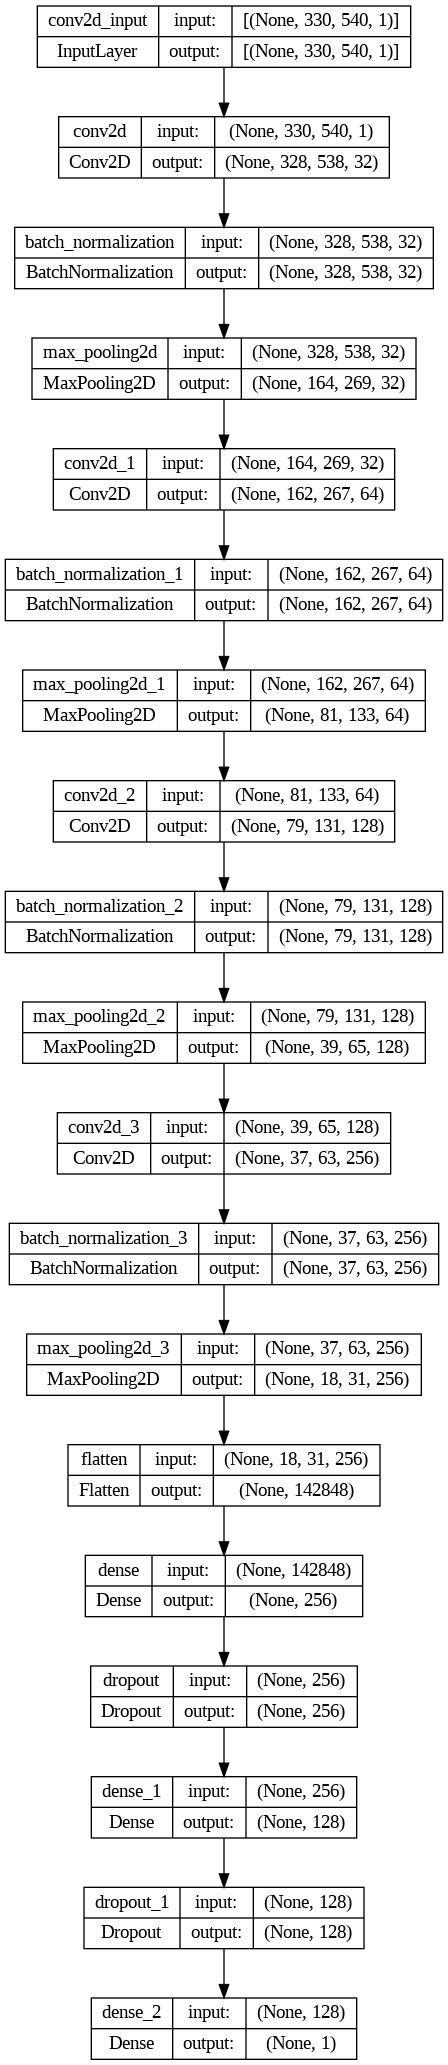 conv2d_input input: [(None, 330, 540, 1)]
InputLayer output: [(None, 330, 540, 1)]
conv2d input: (None, 330, 540, 1)
Conv2D output: (None, 328, 538, 32)
batch_normalization input: (None, 328, 538, 32)
BatchNormalization output: (None, 328, 538, 32)
max_pooling2d input: (None, 328, 538, 32)
MaxPooling2D output: (None, 164, 269, 32)
conv2d_1 input: (None, 164, 269, 32)
Conv2D output: (None, 162, 267, 64)
batch_normalization_1 input: (None, 162, 267, 64)
BatchNormalization output: (None, 162, 267, 64)
max_pooling2d_1 input: (None, 162, 267, 64)
MaxPooling2D output: (None, 81, 133, 64)
conv2d_2 input: (None, 81, 133, 64)
Conv2D output: (None, 79, 131, 128)
batch_normalization_2 input: (None, 79, 131, 128)
BatchNormalization output: (None, 79, 131, 128)
max_pooling2d_2 input: (None, 79, 131, 128)
MaxPooling2D output: (None, 39, 65, 128)
conv2d_3 input: (None, 39, 65, 128)
Conv2D output: (None, 37, 63, 256)
batch_normalization_3 input: (None, 37, 63, 256)
BatchNormalization output: (None, 37, 63, 256)
max_pooling2d_3 input: (None, 37, 63, 256)
MaxPooling2D output: (None, 18, 31, 256)
flatten input: (None, 18, 31, 256)
Flatten output: (None, 142848)
dense input: (None, 142848)
Dense output: (None, 256)
dropout input: (None, 256)
Dropout output: (None, 256)
dense_1 input: (None, 256)
Dense output: (None, 128)
dropout_1 input: (None, 128)
Dropout output: (None, 128)
dense_2 input: (None, 128)
Dense output: (None, 1)